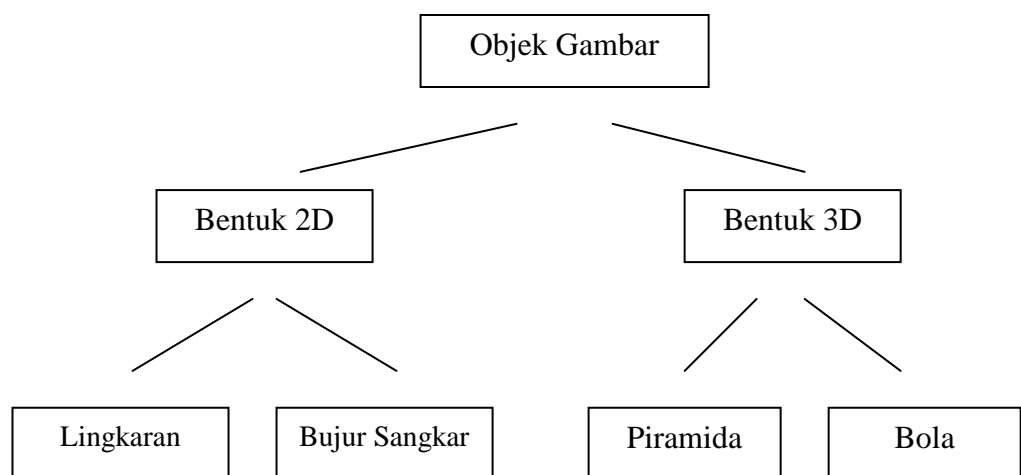 Objek Gambar
Bentuk 2D
Bentuk 3D
Lingkaran
Bujur Sangkar
Piramida
Bola